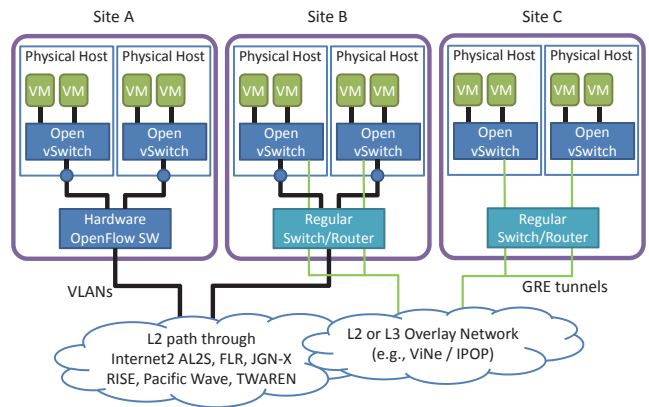 Site A
Site B
Site C
Physical Host
Physical Host
Physical Host
Physical Host
Physical Host
Physical Host
VM
VM
VM
VM
VM
VM
VM
VM
VM
VM
VM
VM
Open
vSwitch
Open
vSwitch
Open
vSwitch
Open
vSwitch
Open
vSwitch
Open
vSwitch
Hardware
OpenFlow SW
Regular
Switch/Router
Regular
Switch/Router
VLANs
GRE tunnels
L2 path through
Internet2 AL2S, FLR, JGN-X
RISE, Pacific Wave, TWAREN
L2 or L3 Overlay Network
(e.g., ViNe / IPOP)